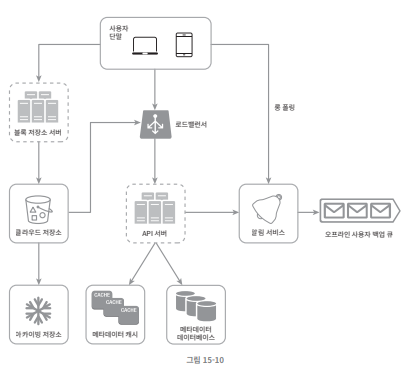 사용자
단말
롱 폴링
블록 저장소 서버
로드밸런서
클라우드 저장소
API 서버
알림 서비스
오프라인 사용자 백업 큐
CACHE
CACHE
CACHE
아카이빙 저장소
메타데이터 캐시
메타데이터
데이터베이스
그림 15-10